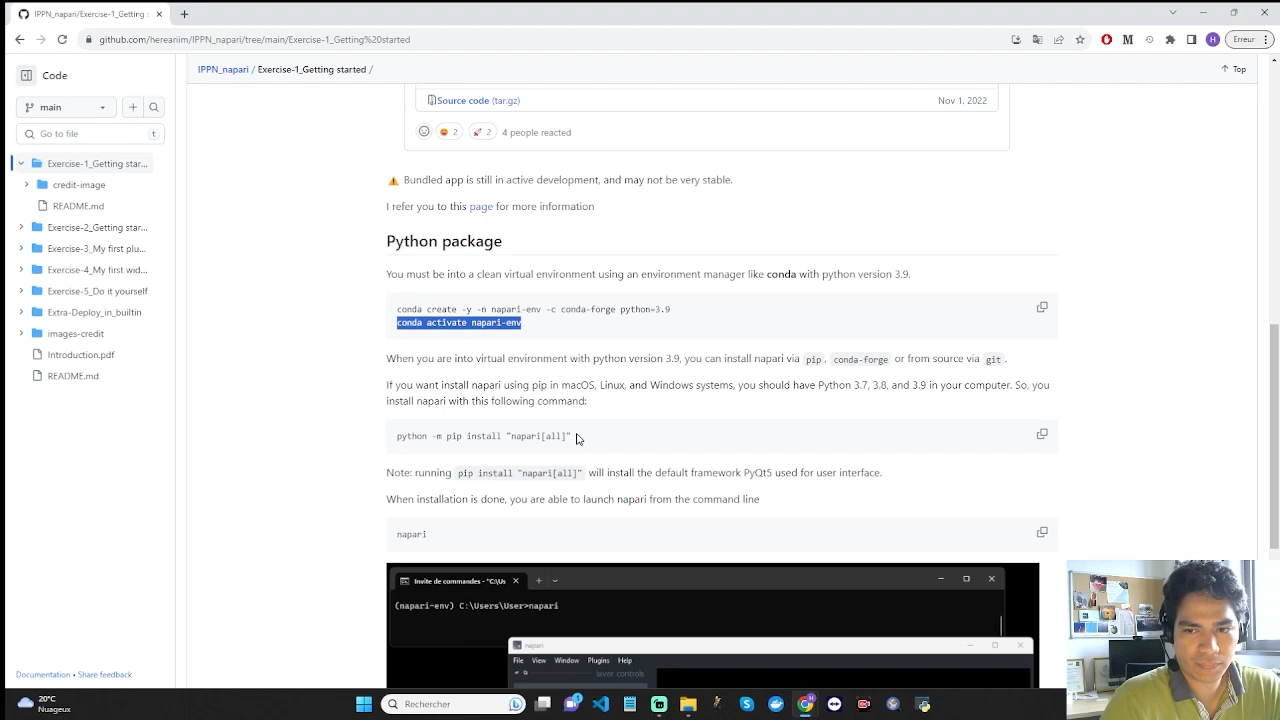 IPPN_napari/Exercise-1_Getting s
github.com/hereariim/IPPN_napari/tree/main/Exercise-1_Getting%20started
H
Erreur
Code
IPPN_napari / Exercise-1_Getting started /
Top
main
Go to file
t
Exercise-1_Getting star...
credit-image
README.md
Exercise-2_Getting star...
Exercise-3_My first plu...
Exercise-4_My first wid...
Exercise-5_Do it yourself
Extra-Deploy_in_builtin
images-credit
Introduction.pdf
README.md
Source code (tar.gz)
Nov 1, 2022
2
2
4 people reacted
Bundled app is still in active development, and may not be very stable.
I refer you to this page for more information
Python package
You must be into a clean virtual environment using an environment manager like conda with python version 3.9.
conda create -y -n napari-env -c conda-forge python=3.9
conda activate napari-env
When you are into virtual environment with python version 3.9, you can install napari via pip, conda-forge or from source via git.
If you want install napari using pip in macOS, Linux, and Windows systems, you should have Python 3.7, 3.8, and 3.9 in your computer. So, you
install napari with this following command:
python -m pip install "napari[all]"
Note: running pip install "napari[all]" will install the default framework PyQt5 used for user interface.
When installation is done, you are able to launch napari from the command line
napari
Invite de commandes - "C:\Us
(napari-env) C:\Users\User>napari
napari
File View Window Plugins Help
layer controls
Documentation • Share feedback
20°C
Nuageux
Rechercher
1